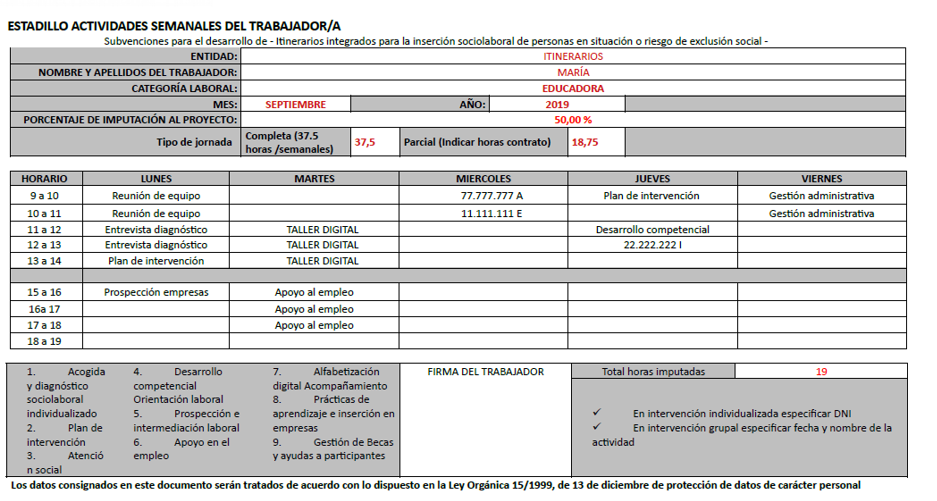 ESTADILLO ACTIVIDADES SEMANALES DEL TRABAJADOR/A
Subvenciones para el desarrollo de - Itinerarios integrados para la inserción sociolaboral de personas en situación o riesgo de exclusión social -
ENTIDAD: ITINERARIOS
NOMBRE Y APELLIDOS DEL TRABAJADOR: MARÍA
CATEGORÍA LABORAL: EDUCADORA
MES: SEPTIEMBRE AÑO: 2019
PORCENTAJE DE IMPUTACIÓN AL PROYECTO: 50,00 %
Tipo de jornada Completa (37.5 horas /semanales) 37,5 Parcial (Indicar horas contrato) 18,75
HORARIO LUNES MARTES MIERCOLES JUEVES VIERNES
9 a 10 Reunión de equipo 77.777.777 A Plan de intervención Gestión administrativa
10 a 11 Reunión de equipo 11.111.111 E Gestión administrativa
11 a 12 Entrevista diagnóstico TALLER DIGITAL Desarrollo competencial
12 a 13 Entrevista diagnóstico TALLER DIGITAL 22.222.222 I
13 a 14 Plan de intervención TALLER DIGITAL
15 a 16 Prospección empresas Apoyo al empleo
16a 17 Apoyo al empleo
17 a 18 Apoyo al empleo
18 a 19
1. Acogida
y diagnóstico
sociolaboral
individualizado
2. Plan de
intervención
3. Atenció
n social
4. Desarrollo
competencial
Orientación laboral
5. Prospección e
intermediación laboral
6. Apoyo en el
empleo
7. Alfabetización
digital Acompañamiento
8. Prácticas de
aprendizaje e inserción en
empresas
9. Gestión de Becas
y ayudas a participantes
FIRMA DEL TRABAJADOR
Total horas imputadas 19
✓ En intervención individualizada especificar DNI
✓ En intervención grupal especificar fecha y nombre de la
actividad
Los datos consignados en este documento serán tratados de acuerdo con lo dispuesto en la Ley Orgánica 15/1999, de 13 de diciembre de protección de datos de carácter personal